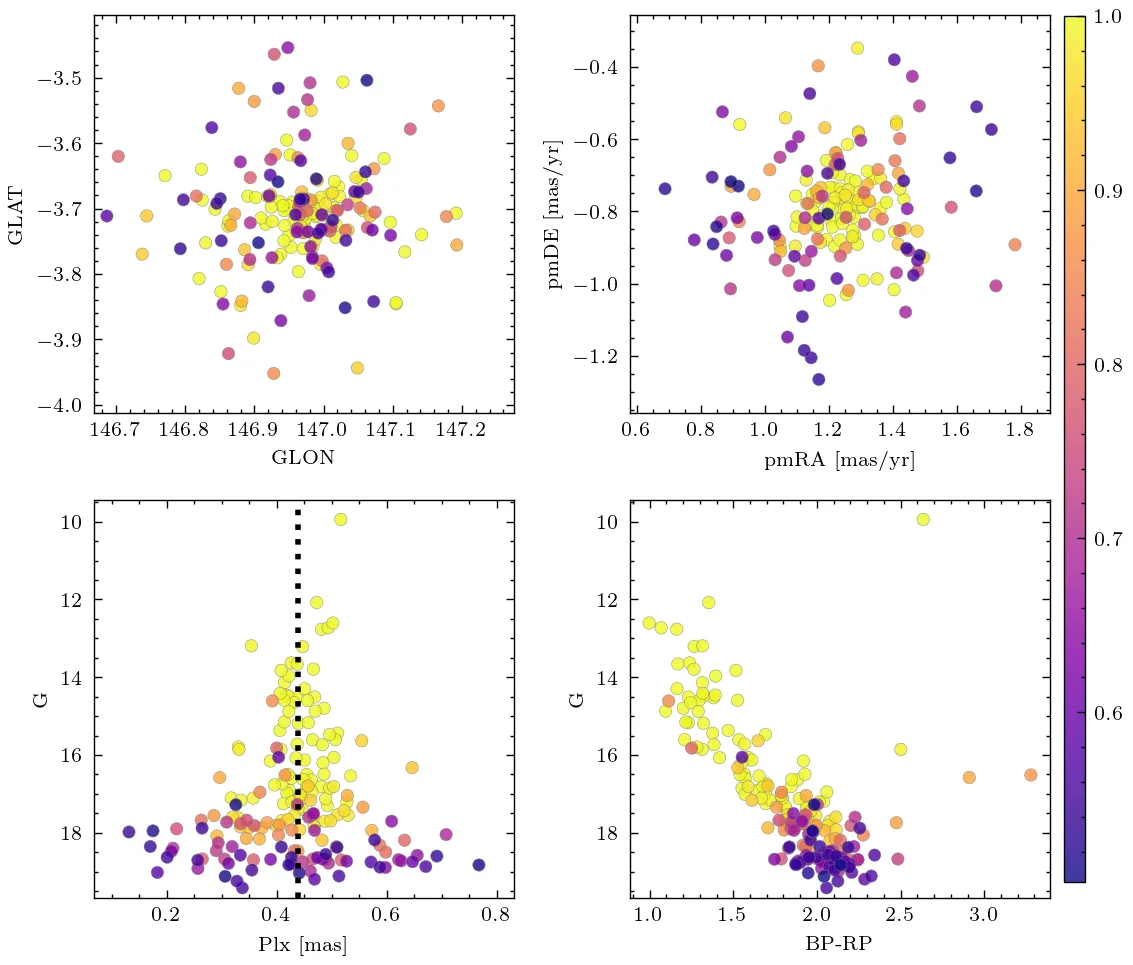 −3.5
−3.6
−3.7
−3.8
−3.9
−4.0
GLAT
146.7 146.8 146.9 147.0 147.1 147.2
GLON
−0.4
−0.6
−0.8
−1.0
−1.2
pmDE [mas/yr]
0.6 0.8 1.0 1.2 1.4 1.6 1.8
pmRA [mas/yr]
1.0
0.9
0.8
0.7
0.6
10
12
14
16
18
G
0.2 0.4 0.6 0.8
Plx [mas]
10
12
14
16
18
G
1.0 1.5 2.0 2.5 3.0
BP-RP